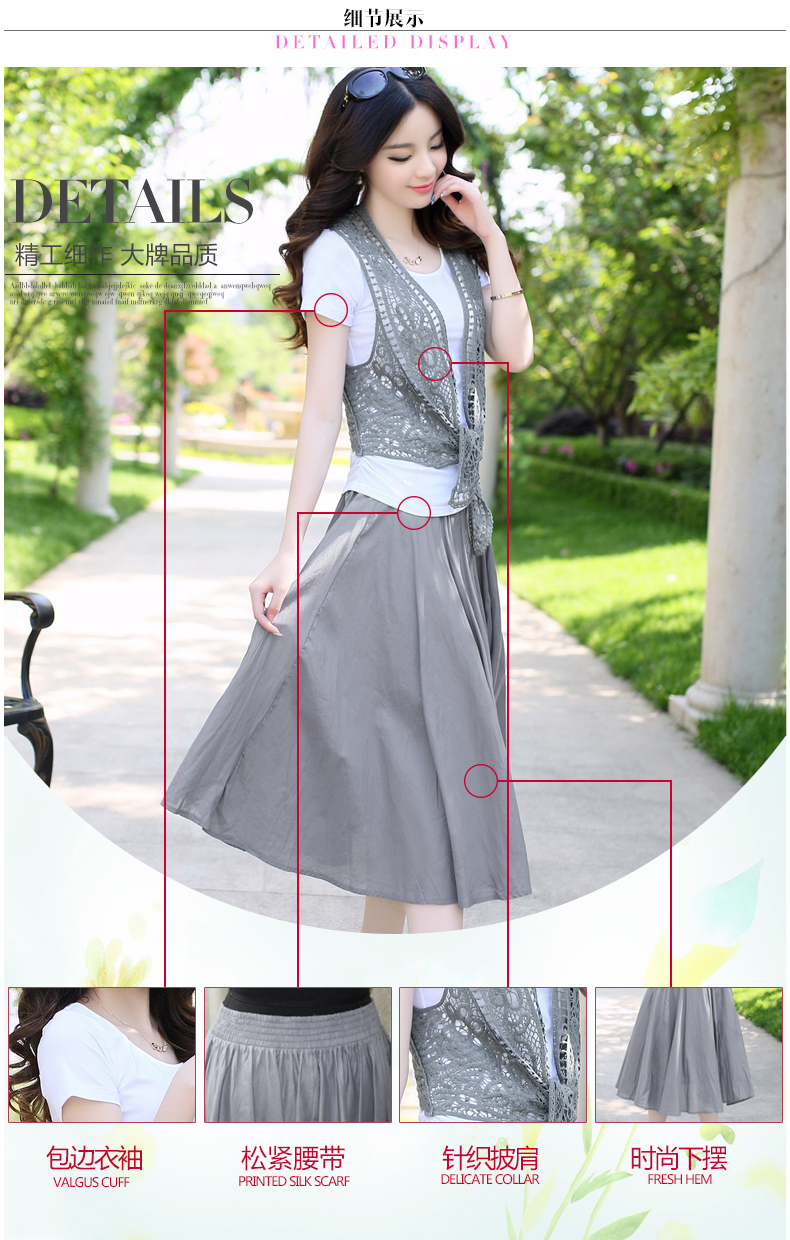 细节展示
DETAILED DISPLAY
DETAILS
精工细作 大牌品质
包边衣袖
VALGUS CUFF
松紧腰带
PRINTED SILK SCARF
针织披肩
DELICATE COLLAR
时尚下摆
FRESH HEM